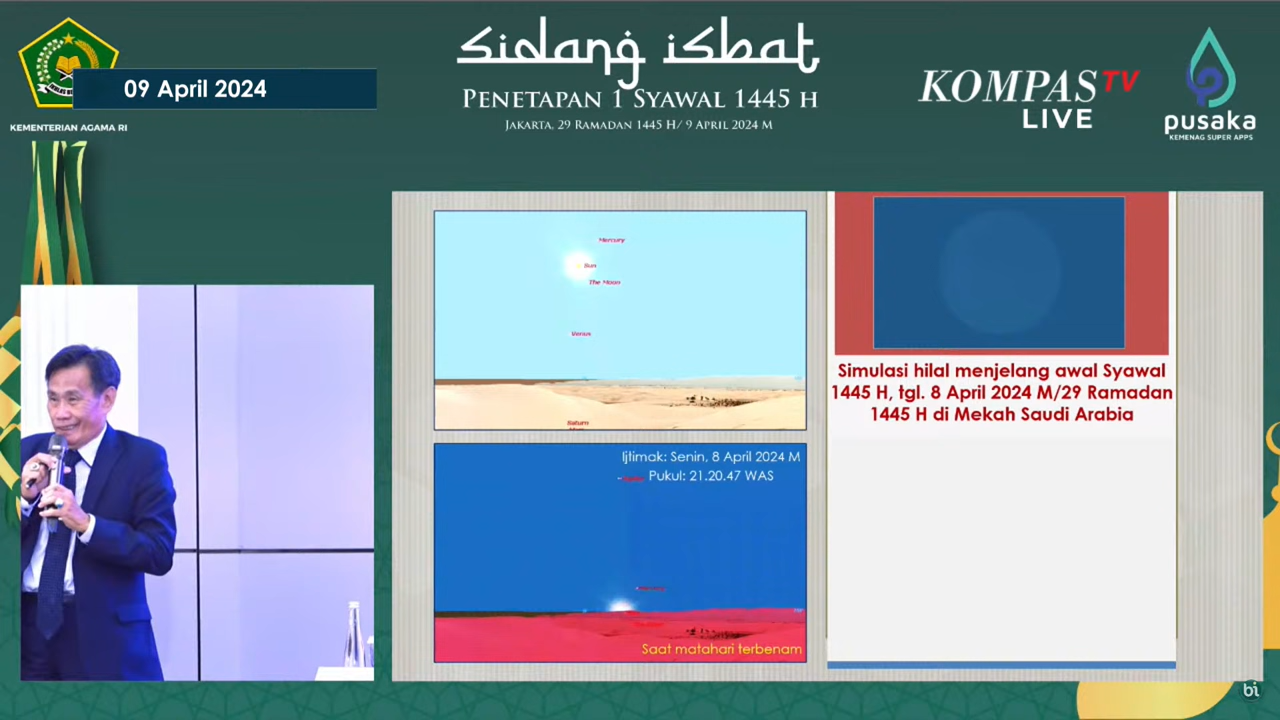 09 April 2024
KEMENTERIAN AGAMA RI
sidang isbat
PENETAPAN 1 SYAWAL 1445 H
JAKARTA, 29 RAMADAN 1445 H/ 9 APRIL 2024 M
KOMPAS TV
LIVE
pusaka
KEMENAG SUPER APPS
Mercury
Sun
The Moon
Venus
Saturn
Ijtimak: Senin, 8 April 2024 M
Pukul: 21.20.47 WAS
Saat matahari terbenam
Simulasi hilal menjelang awal Syawal
1445 H, tgl. 8 April 2024 M/29 Ramadan
1445 H di Mekah Saudi Arabia
bi